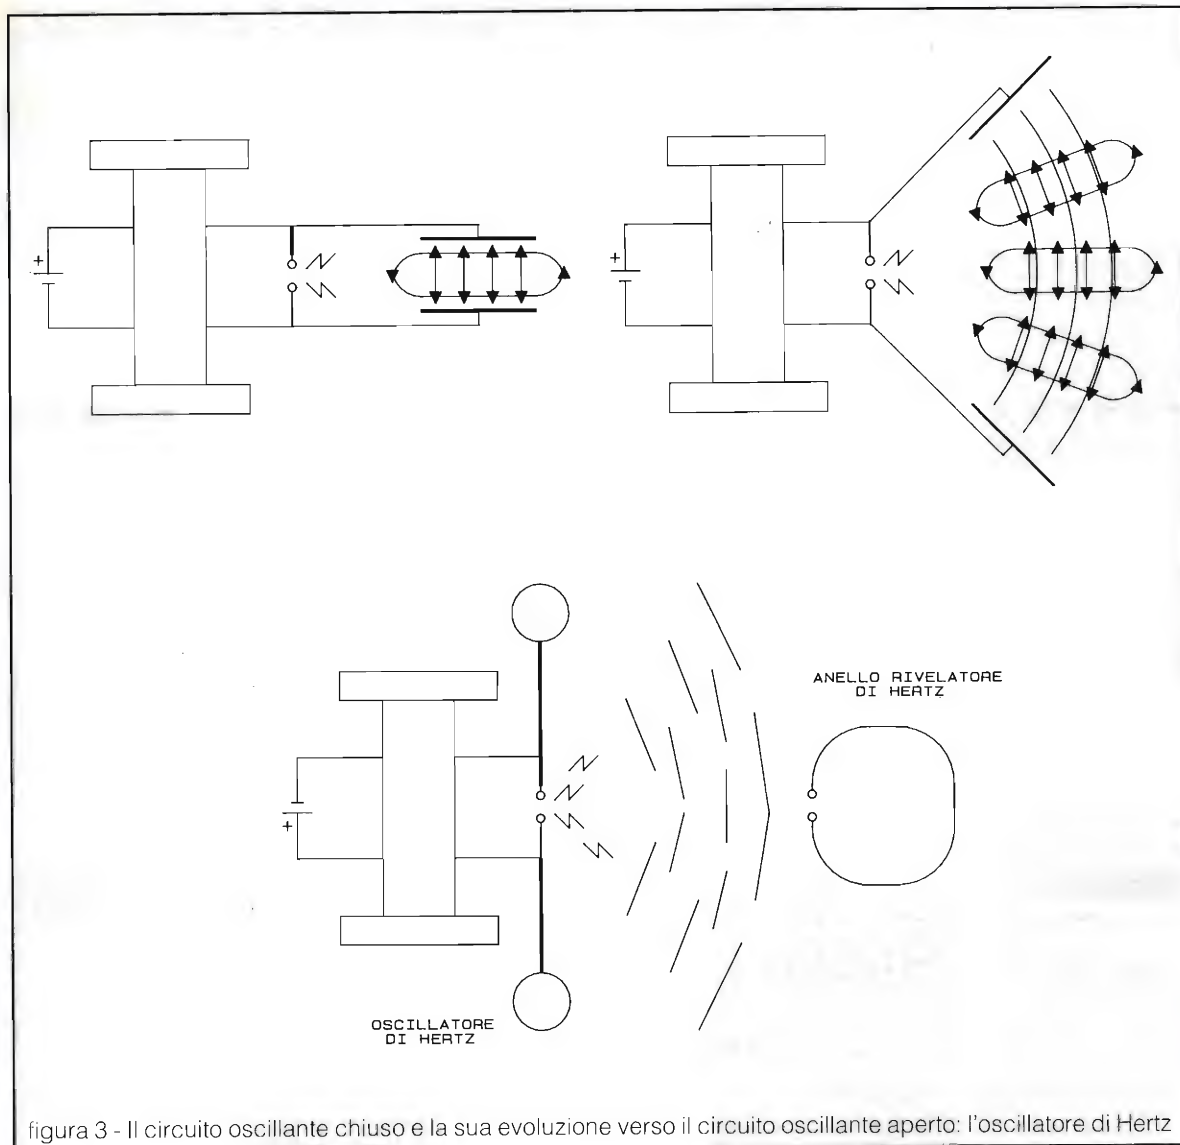 +
+
ANELLO RIVELATORE
DI HERTZ
+
OSCILLATORE
DI HERTZ
figura 3 - Il circuito oscillante chiuso e la sua evoluzione verso il circuito oscillante aperto: l'oscillatore di Hertz